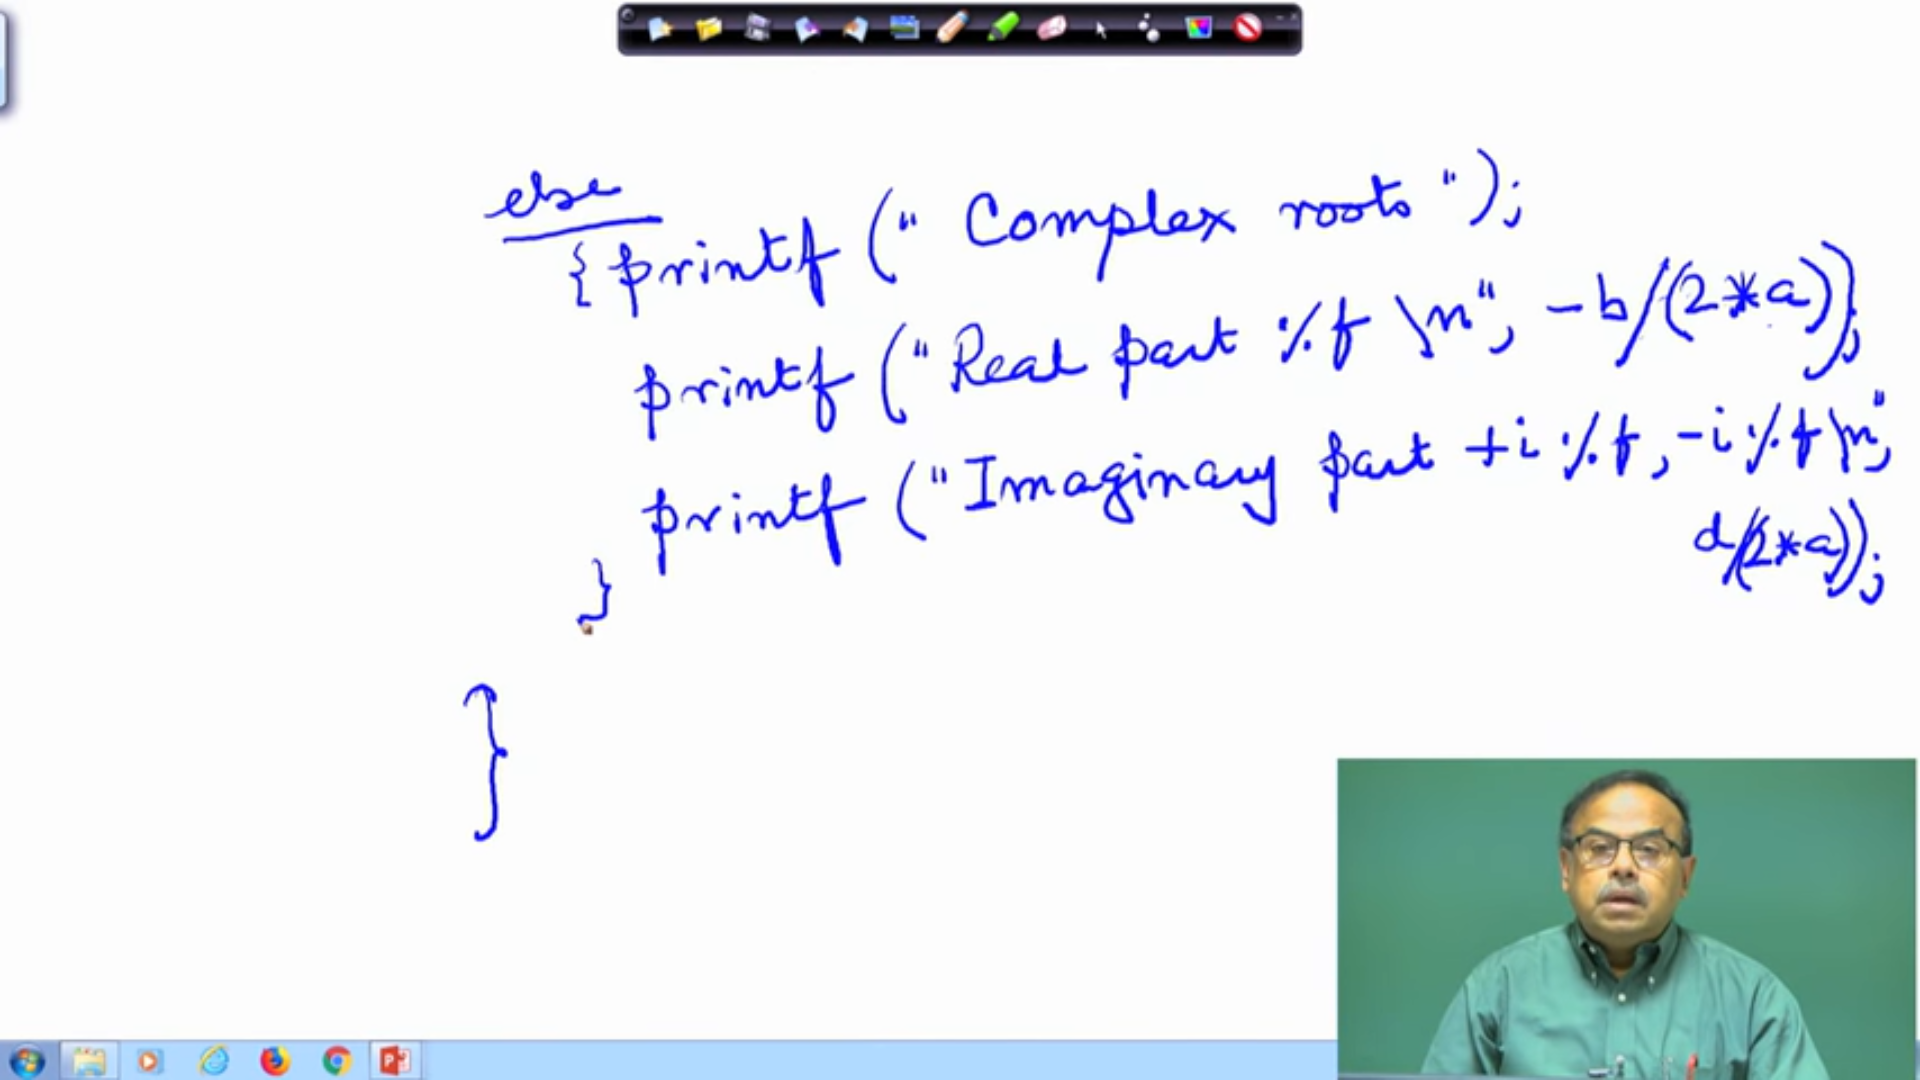 else
{ printf (" Complex roots ");
printf ("Real part %f \n", -b/(2*a));
printf ("Imaginary part +i %f, -i %f \n",
d/(2*a));
}
}